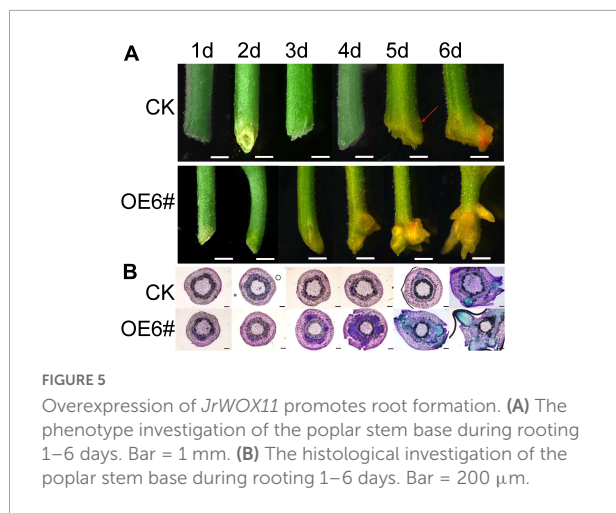 A
1d 2d 3d 4d 5d 6d
CK
OE6#
B
CK
OE6#
FIGURE 5
Overexpression of JrWOX11 promotes root formation. (A) The
phenotype investigation of the poplar stem base during rooting
1–6 days. Bar = 1 mm. (B) The histological investigation of the
poplar stem base during rooting 1–6 days. Bar = 200 μm.